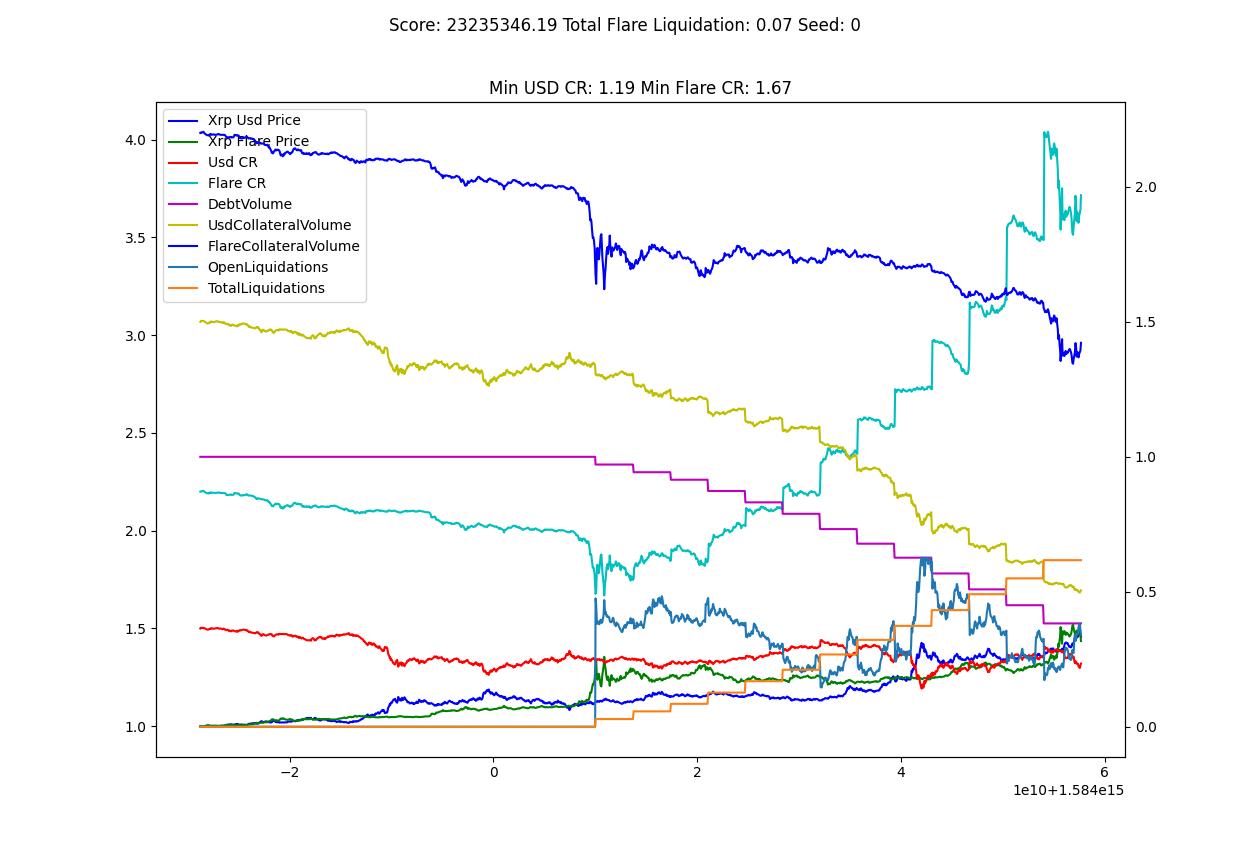 Score: 23235346.19 Total Flare Liquidation: 0.07 Seed: 0
Min USD CR: 1.19 Min Flare CR: 1.67
Xrp Usd Price
Xrp Flare Price
Usd CR
Flare CR
DebtVolume
UsdCollateralVolume
FlareCollateralVolume
OpenLiquidations
TotalLiquidations
4.0
3.5
3.0
2.5
2.0
1.5
1.0
2.0
1.5
1.0
0.5
0.0
−2
0
2
4
6
1e10+1.584e15